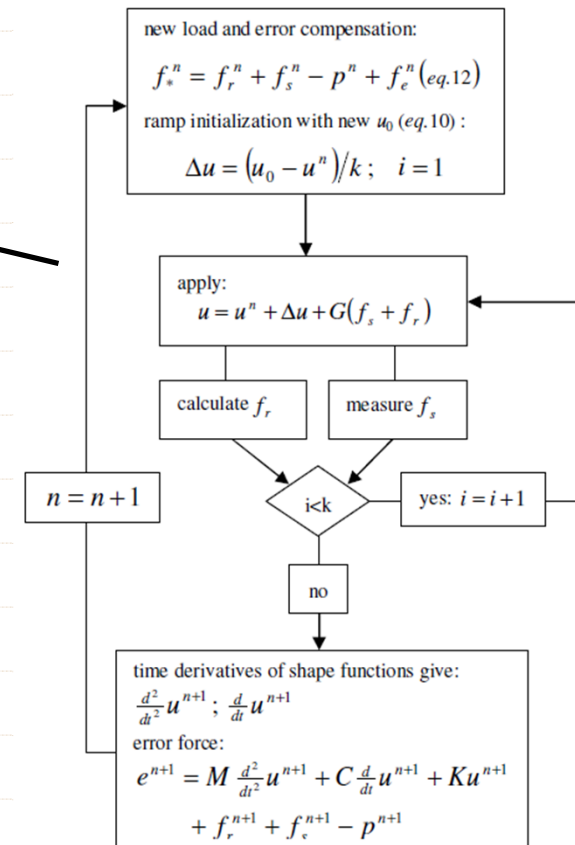 new load and error compensation:
f_*^n = f_r^n + f_s^n − p^n + f_e^n (eq.12)
ramp initialization with new u_0 (eq.10) :
Δu = (u_0 − u^n)/k ;   i = 1
apply:
u = u^n + Δu + G(f_s + f_r)
calculate f_r
measure f_s
n = n+1
i<k
yes: i = i+1
no
time derivatives of shape functions give:
d²/dt² u^{n+1} ; d/dt u^{n+1}
error force:
e^{n+1} = M d²/dt² u^{n+1} + C d/dt u^{n+1} + Ku^{n+1}
+ f_r^{n+1} + f_s^{n+1} − p^{n+1}